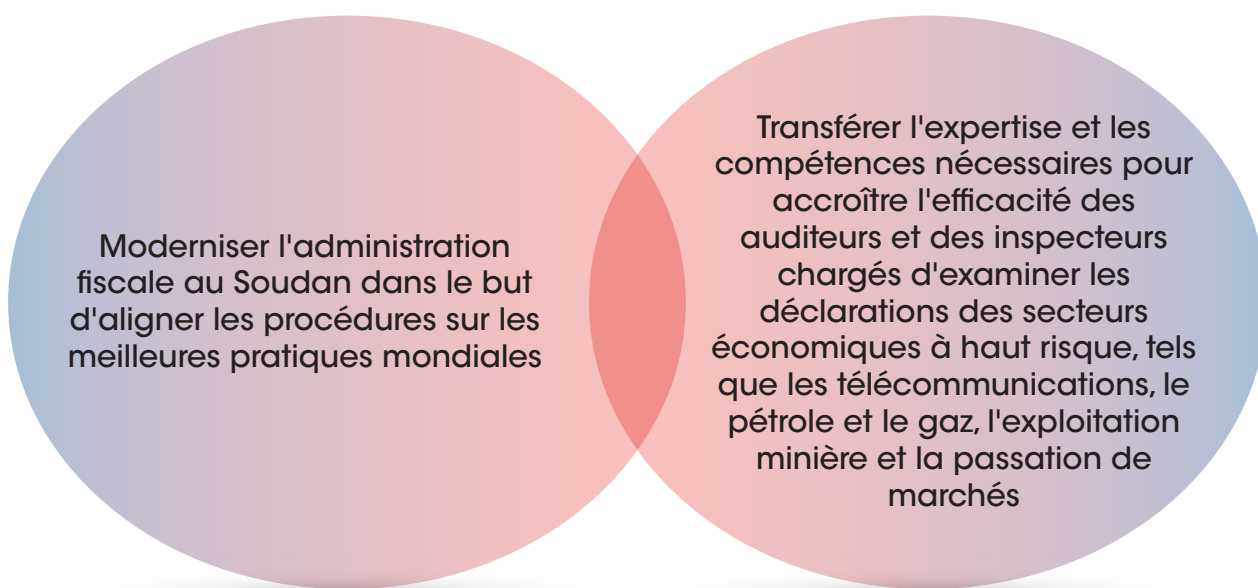 Moderniser l'administration
fiscale au Soudan dans le but
d'aligner les procédures sur les
meilleures pratiques mondiales
Transférer l'expertise et les
compétences nécessaires pour
accroître l'efficacité des
auditeurs et des inspecteurs
chargés d'examiner les
déclarations des secteurs
économiques à haut risque, tels
que les télécommunications, le
pétrole et le gaz, l'exploitation
minière et la passation de
marchés